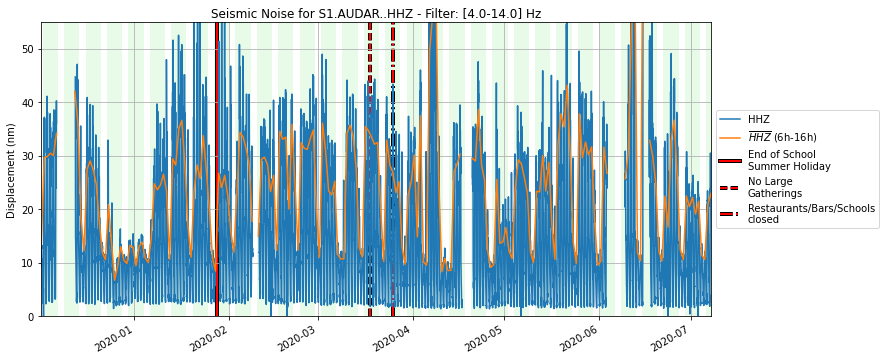 Seismic Noise for S1.AUDAR..HHZ - Filter: [4.0-14.0] Hz
Displacement (nm)
50
40
30
20
10
0
2020-01
2020-02
2020-03
2020-04
2020-05
2020-06
2020-07
HHZ
HHZ (6h-16h)
End of School
Summer Holiday
No Large
Gatherings
Restaurants/Bars/Schools
closed